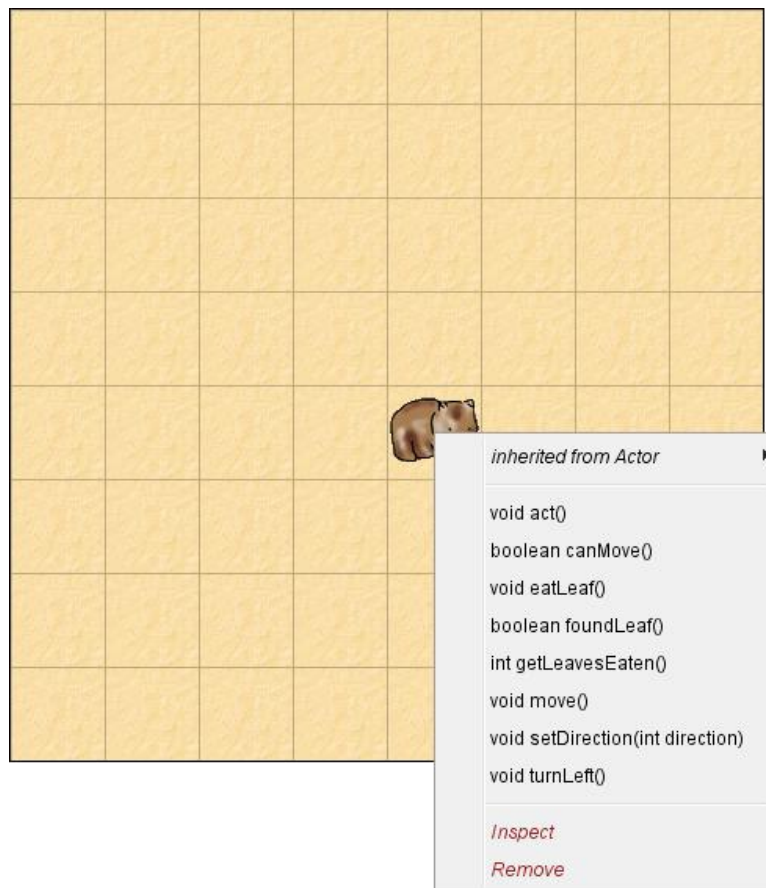 inherited from Actor
void act()
boolean canMove()
void eatLeaf()
boolean foundLeaf()
int getLeavesEaten()
void move()
void setDirection(int direction)
void turnLeft()
Inspect
Remove